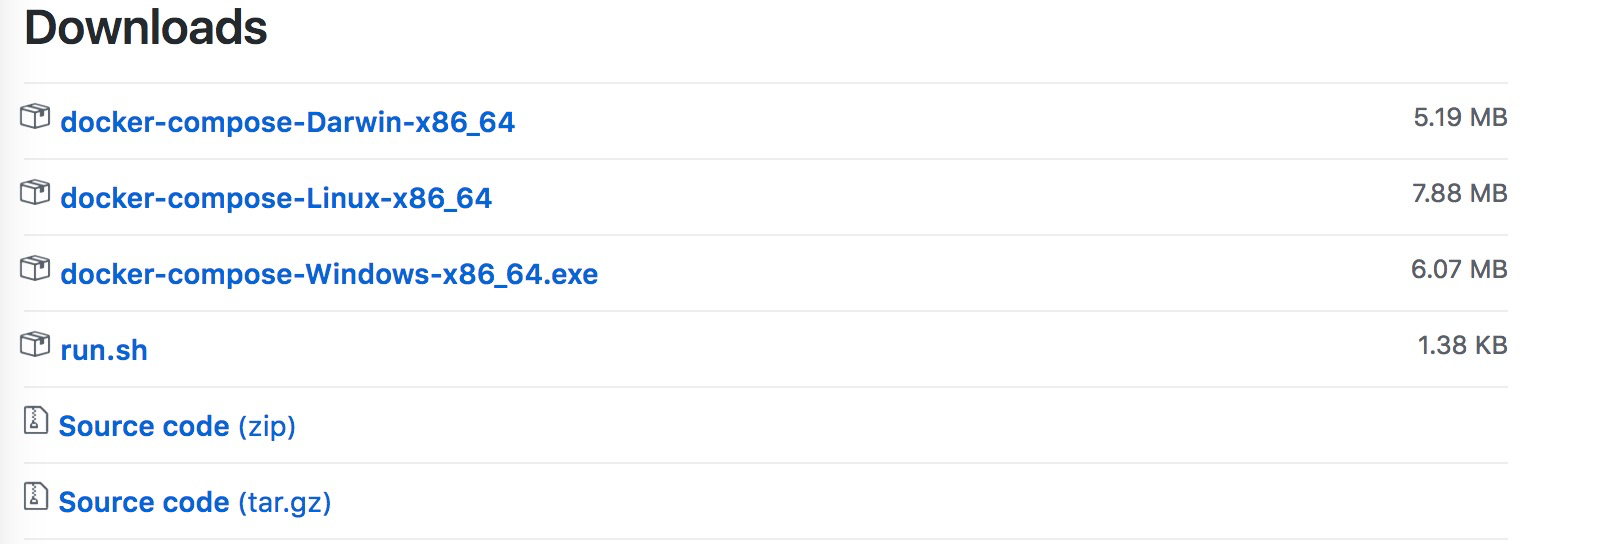 Downloads
docker-compose-Darwin-x86_64 5.19 MB
docker-compose-Linux-x86_64 7.88 MB
docker-compose-Windows-x86_64.exe 6.07 MB
run.sh 1.38 KB
Source code (zip)
Source code (tar.gz)